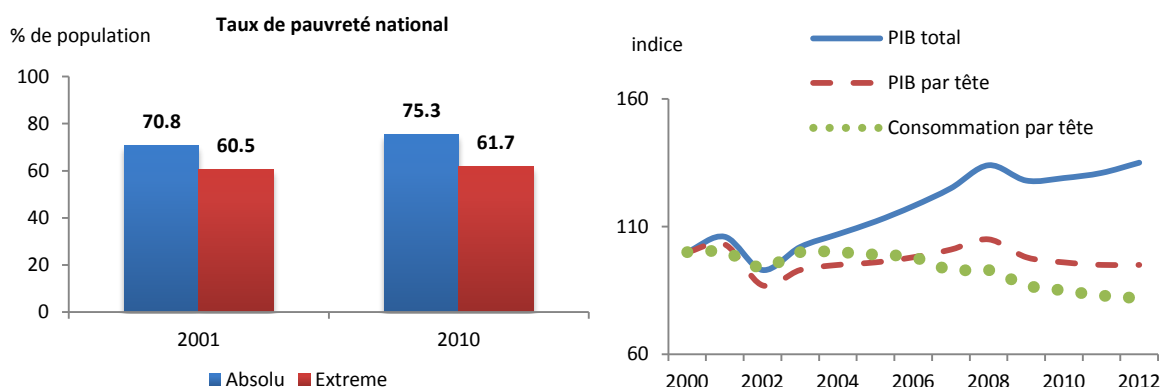 Taux de pauvreté national
% de population
100
80
60
40
20
0
70.8
60.5
75.3
61.7
2001
2010
Absolu
Extreme
indice
PIB total
PIB par tête
Consommation par tête
160
110
60
2000 2002 2004 2006 2008 2010 2012